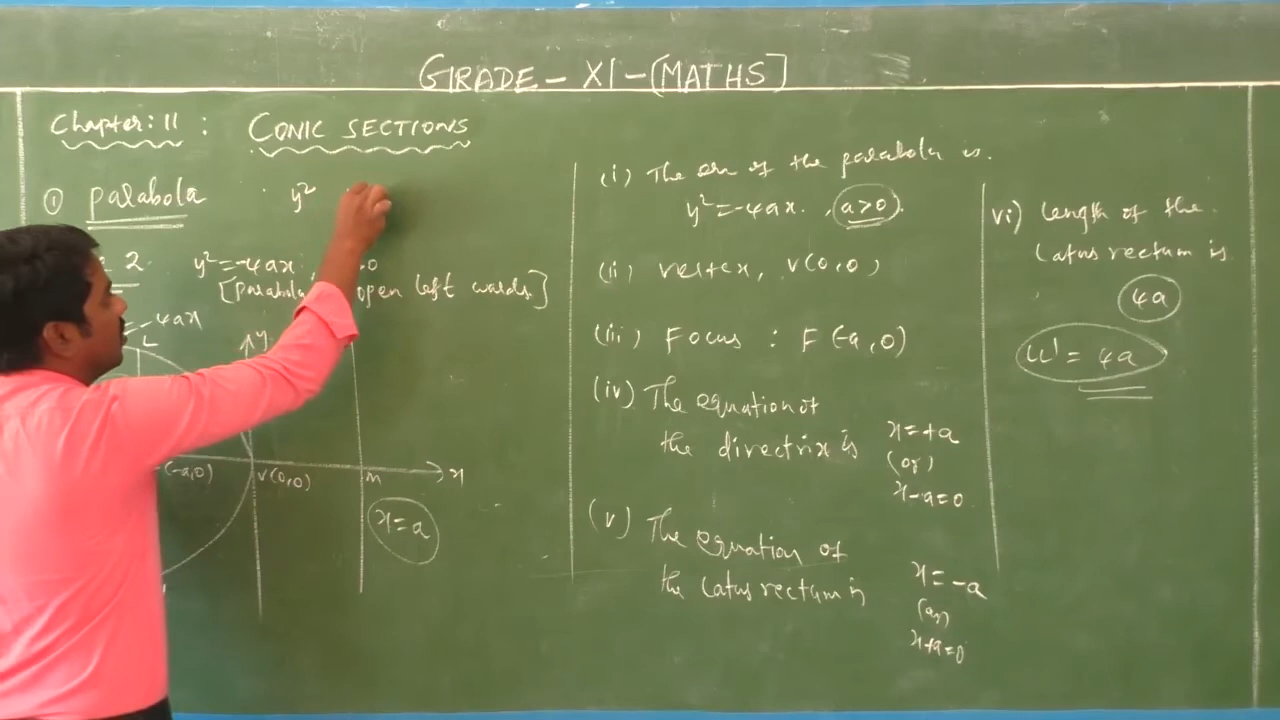 GRADE - XI - [MATHS]
Chapter: 11 : CONIC SECTIONS
① parabola y²
2. y² = -4ax, 0
[parabola open left wards]
= -4ax
L
y
(-a,0) V(0,0) M x
x = a
(i) The of the parabola is.
y² = -4ax. , a>0.
(ii) vertex, V(0,0)
(iii) Focus : F(-a,0)
(iv) The equation of
the directrix is x = +a
(or)
x-a=0
(v) The equation of
the Latus rectum is x = -a
(or)
x+a=0
vi) length of the.
Latus rectum is
4a
LL' = 4a